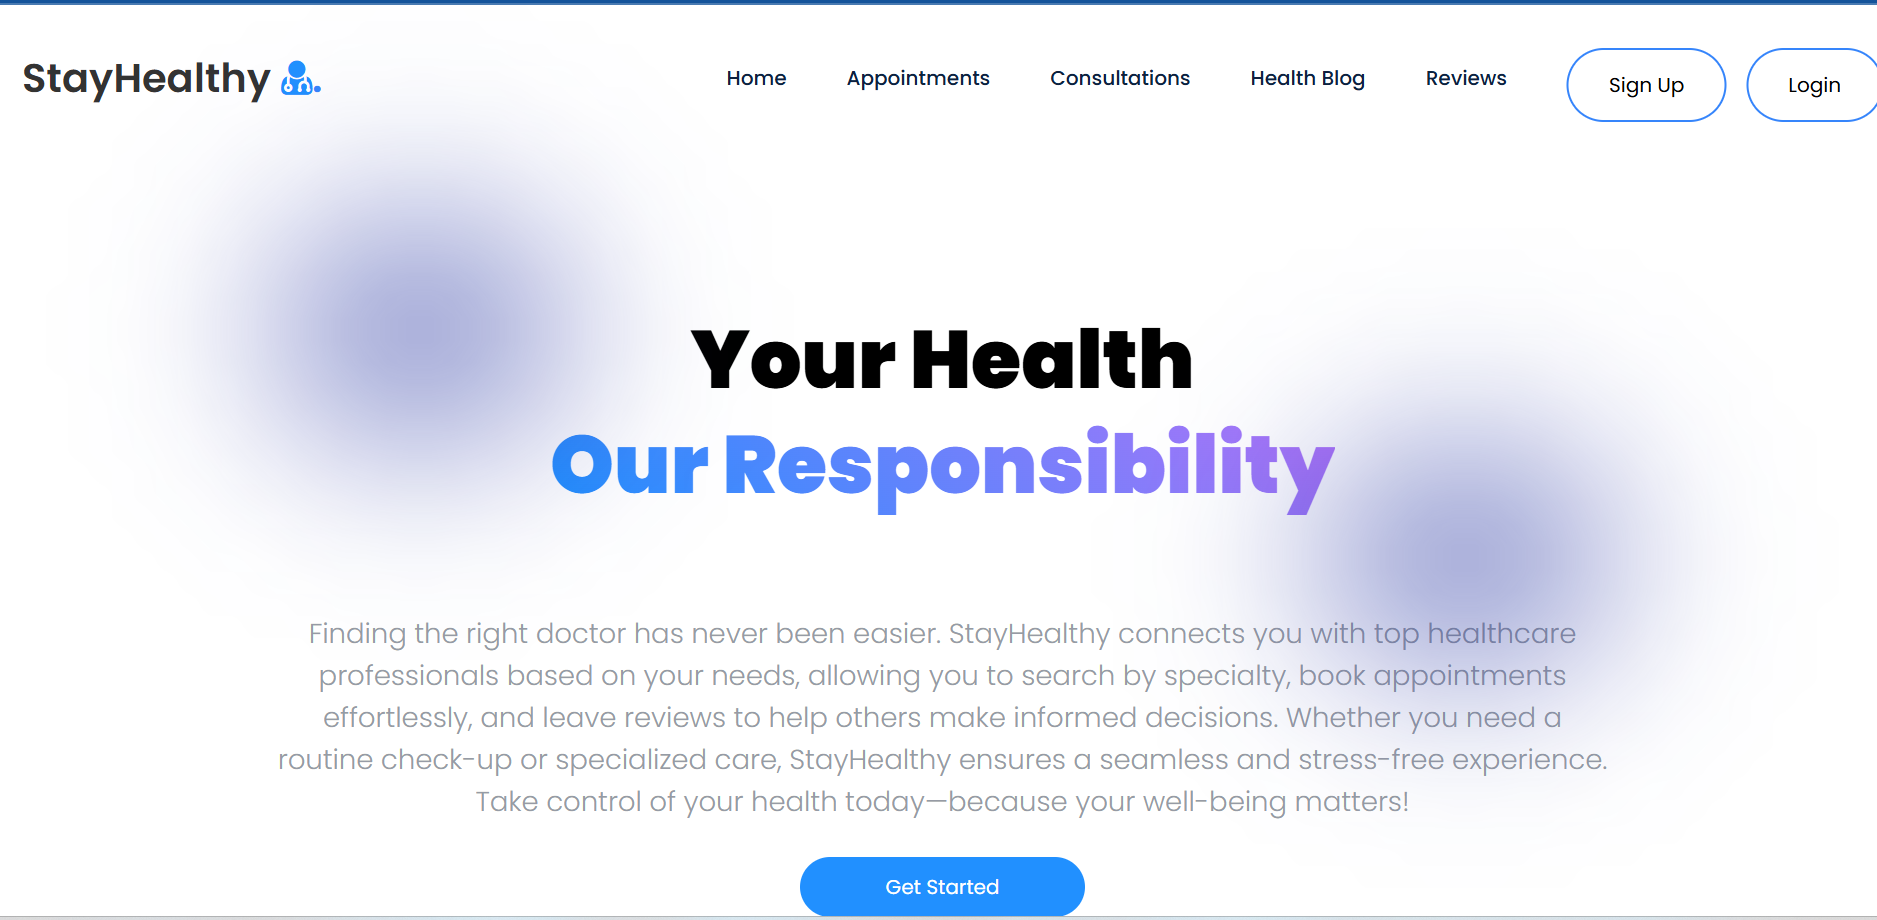 StayHealthy
Home Appointments Consultations Health Blog Reviews Sign Up Login
Your Health
Our Responsibility
Finding the right doctor has never been easier. StayHealthy connects you with top healthcare
professionals based on your needs, allowing you to search by specialty, book appointments
effortlessly, and leave reviews to help others make informed decisions. Whether you need a
routine check-up or specialized care, StayHealthy ensures a seamless and stress-free experience.
Take control of your health today—because your well-being matters!
Get Started